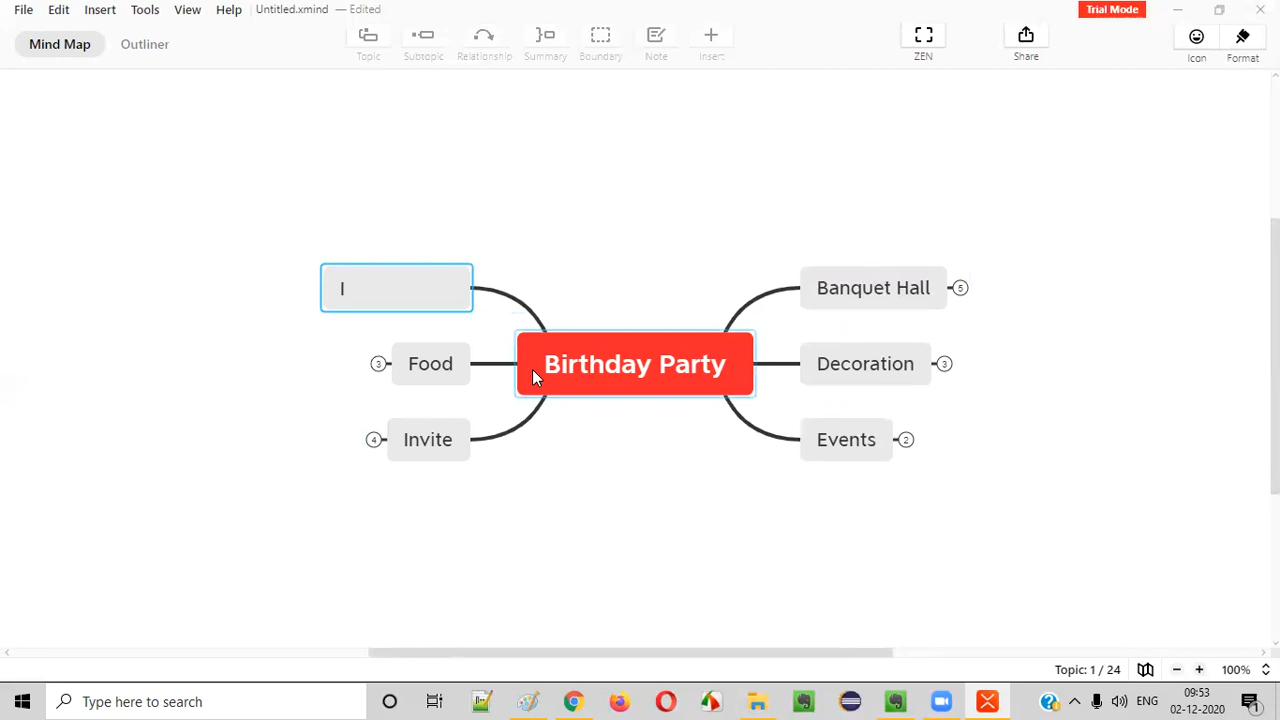 File Edit Insert Tools View Help Untitled.xmind — Edited Trial Mode
Mind Map Outliner
Topic Subtopic Relationship Summary Boundary Note Insert ZEN Share Icon Format
Banquet Hall 5
3 Food Birthday Party Decoration 3
4 Invite Events 2
Topic: 1 / 24 100%
Type here to search ENG 09:53
02-12-2020 1